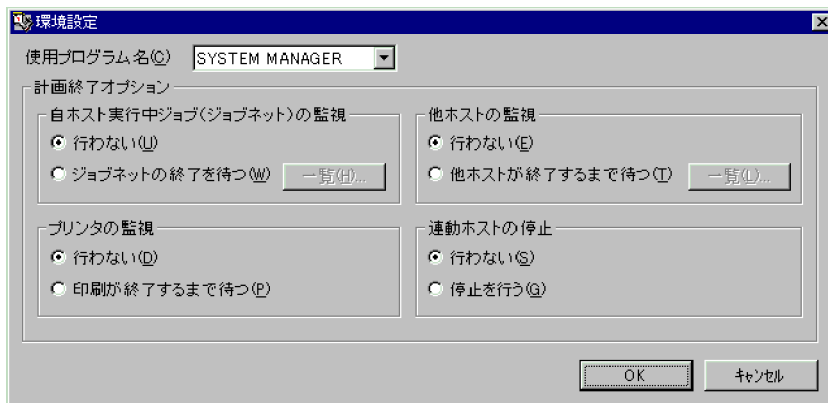 環境設定
使用プログラム名(C) SYSTEM MANAGER
計画終了オプション
自ホスト実行中ジョブ(ジョブネット)の監視
行わない(U)
ジョブネットの終了を待つ(W) 一覧(H)...
他ホストの監視
行わない(E)
他ホストが終了するまで待つ(T) 一覧(L)...
プリンタの監視
行わない(D)
印刷が終了するまで待つ(P)
連動ホストの停止
行わない(S)
停止を行う(G)
OK キャンセル